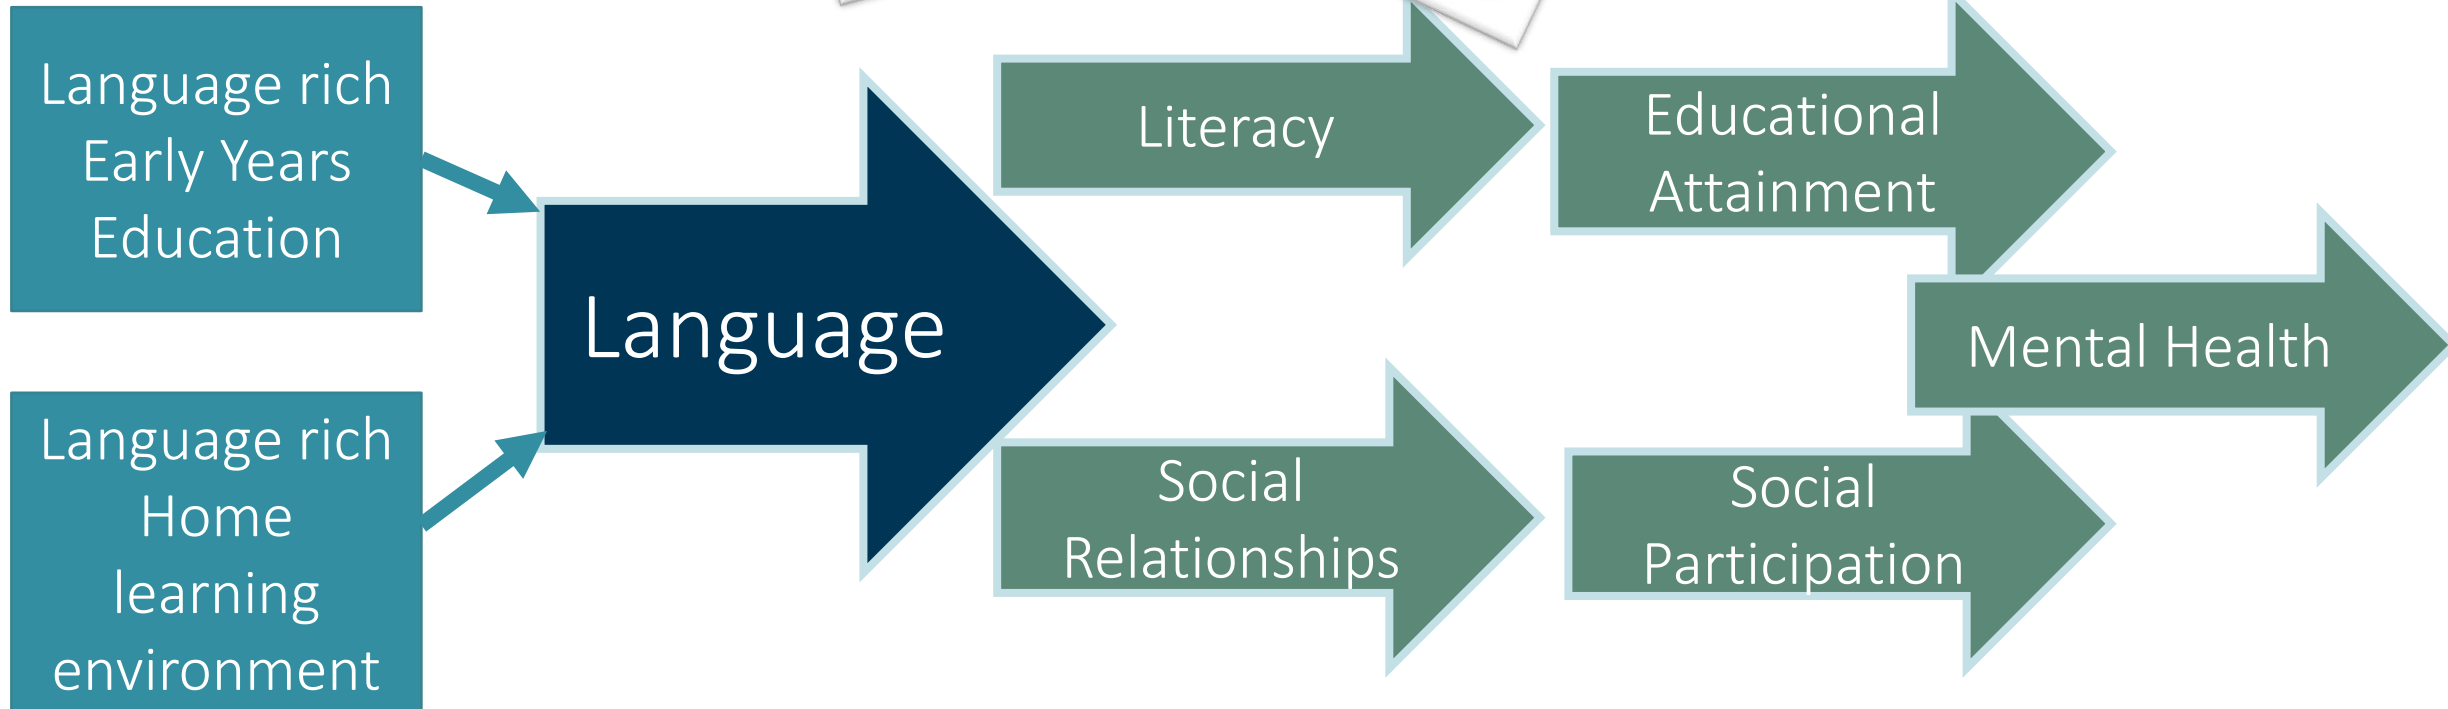 Language rich
Early Years
Education
Language rich
Home
learning
environment
Language
Literacy
Educational
Attainment
Social
Relationships
Social
Participation
Mental Health